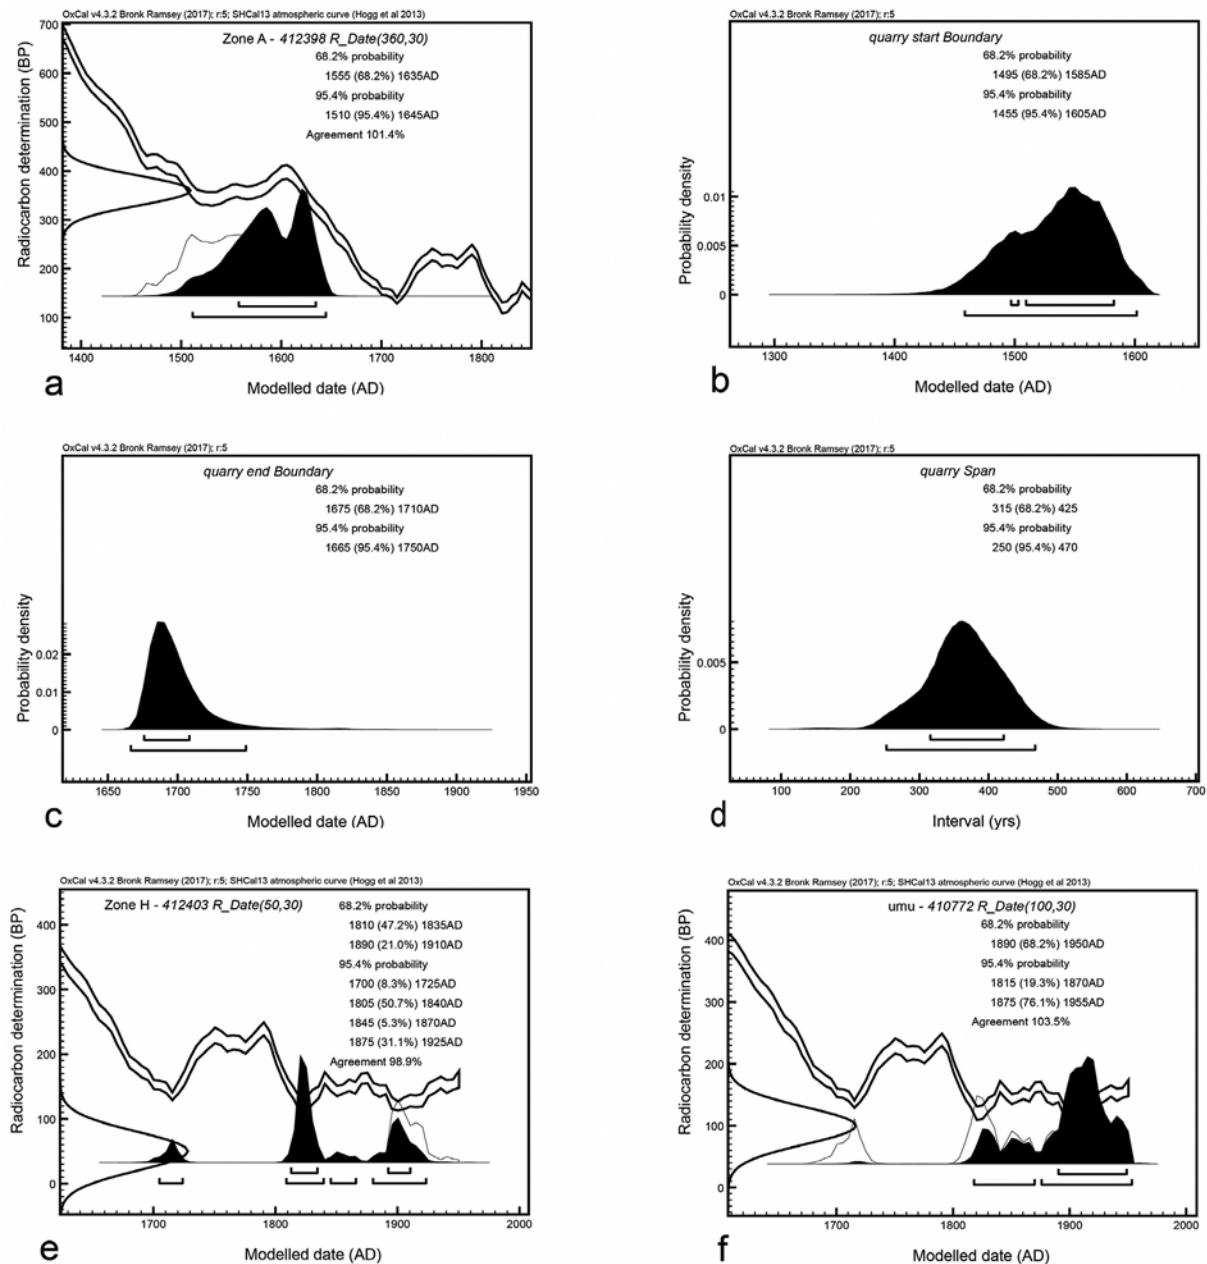 OxCal v4.3.2 Bronk Ramsey (2017); r:5; SHCal13 atmospheric curve (Hogg et al 2013)
Zone A - 412398 R_Date(360,30)
68.2% probability
1555 (68.2%) 1635AD
95.4% probability
1510 (95.4%) 1645AD
Agreement 101.4%
Radiocarbon determination (BP)
700
600
500
400
300
200
100
1400 1500 1600 1700 1800
Modelled date (AD)
a
OxCal v4.3.2 Bronk Ramsey (2017); r:5
quarry start Boundary
68.2% probability
1495 (68.2%) 1585AD
95.4% probability
1455 (95.4%) 1605AD
Probability density
0.01
0.005
0
1300 1400 1500 1600
Modelled date (AD)
b
OxCal v4.3.2 Bronk Ramsey (2017); r:5
quarry end Boundary
68.2% probability
1675 (68.2%) 1710AD
95.4% probability
1665 (95.4%) 1750AD
Probability density
0.02
0.01
0
1650 1700 1750 1800 1850 1900 1950
Modelled date (AD)
c
OxCal v4.3.2 Bronk Ramsey (2017); r:5
quarry Span
68.2% probability
315 (68.2%) 425
95.4% probability
250 (95.4%) 470
Probability density
0.005
0
100 200 300 400 500 600 700
Interval (yrs)
d
OxCal v4.3.2 Bronk Ramsey (2017); r:5; SHCal13 atmospheric curve (Hogg et al 2013)
Zone H - 412403 R_Date(50,30)
68.2% probability
1810 (47.2%) 1835AD
1890 (21.0%) 1910AD
95.4% probability
1700 (8.3%) 1725AD
1805 (50.7%) 1840AD
1845 (5.3%) 1870AD
1875 (31.1%) 1925AD
Agreement 98.9%
Radiocarbon determination (BP)
400
300
200
100
0
1700 1800 1900 2000
Modelled date (AD)
e
OxCal v4.3.2 Bronk Ramsey (2017); r:5; SHCal13 atmospheric curve (Hogg et al 2013)
umu - 410772 R_Date(100,30)
68.2% probability
1890 (68.2%) 1950AD
95.4% probability
1815 (19.3%) 1870AD
1875 (76.1%) 1955AD
Agreement 103.5%
Radiocarbon determination (BP)
400
300
200
100
0
1700 1800 1900 2000
Modelled date (AD)
f